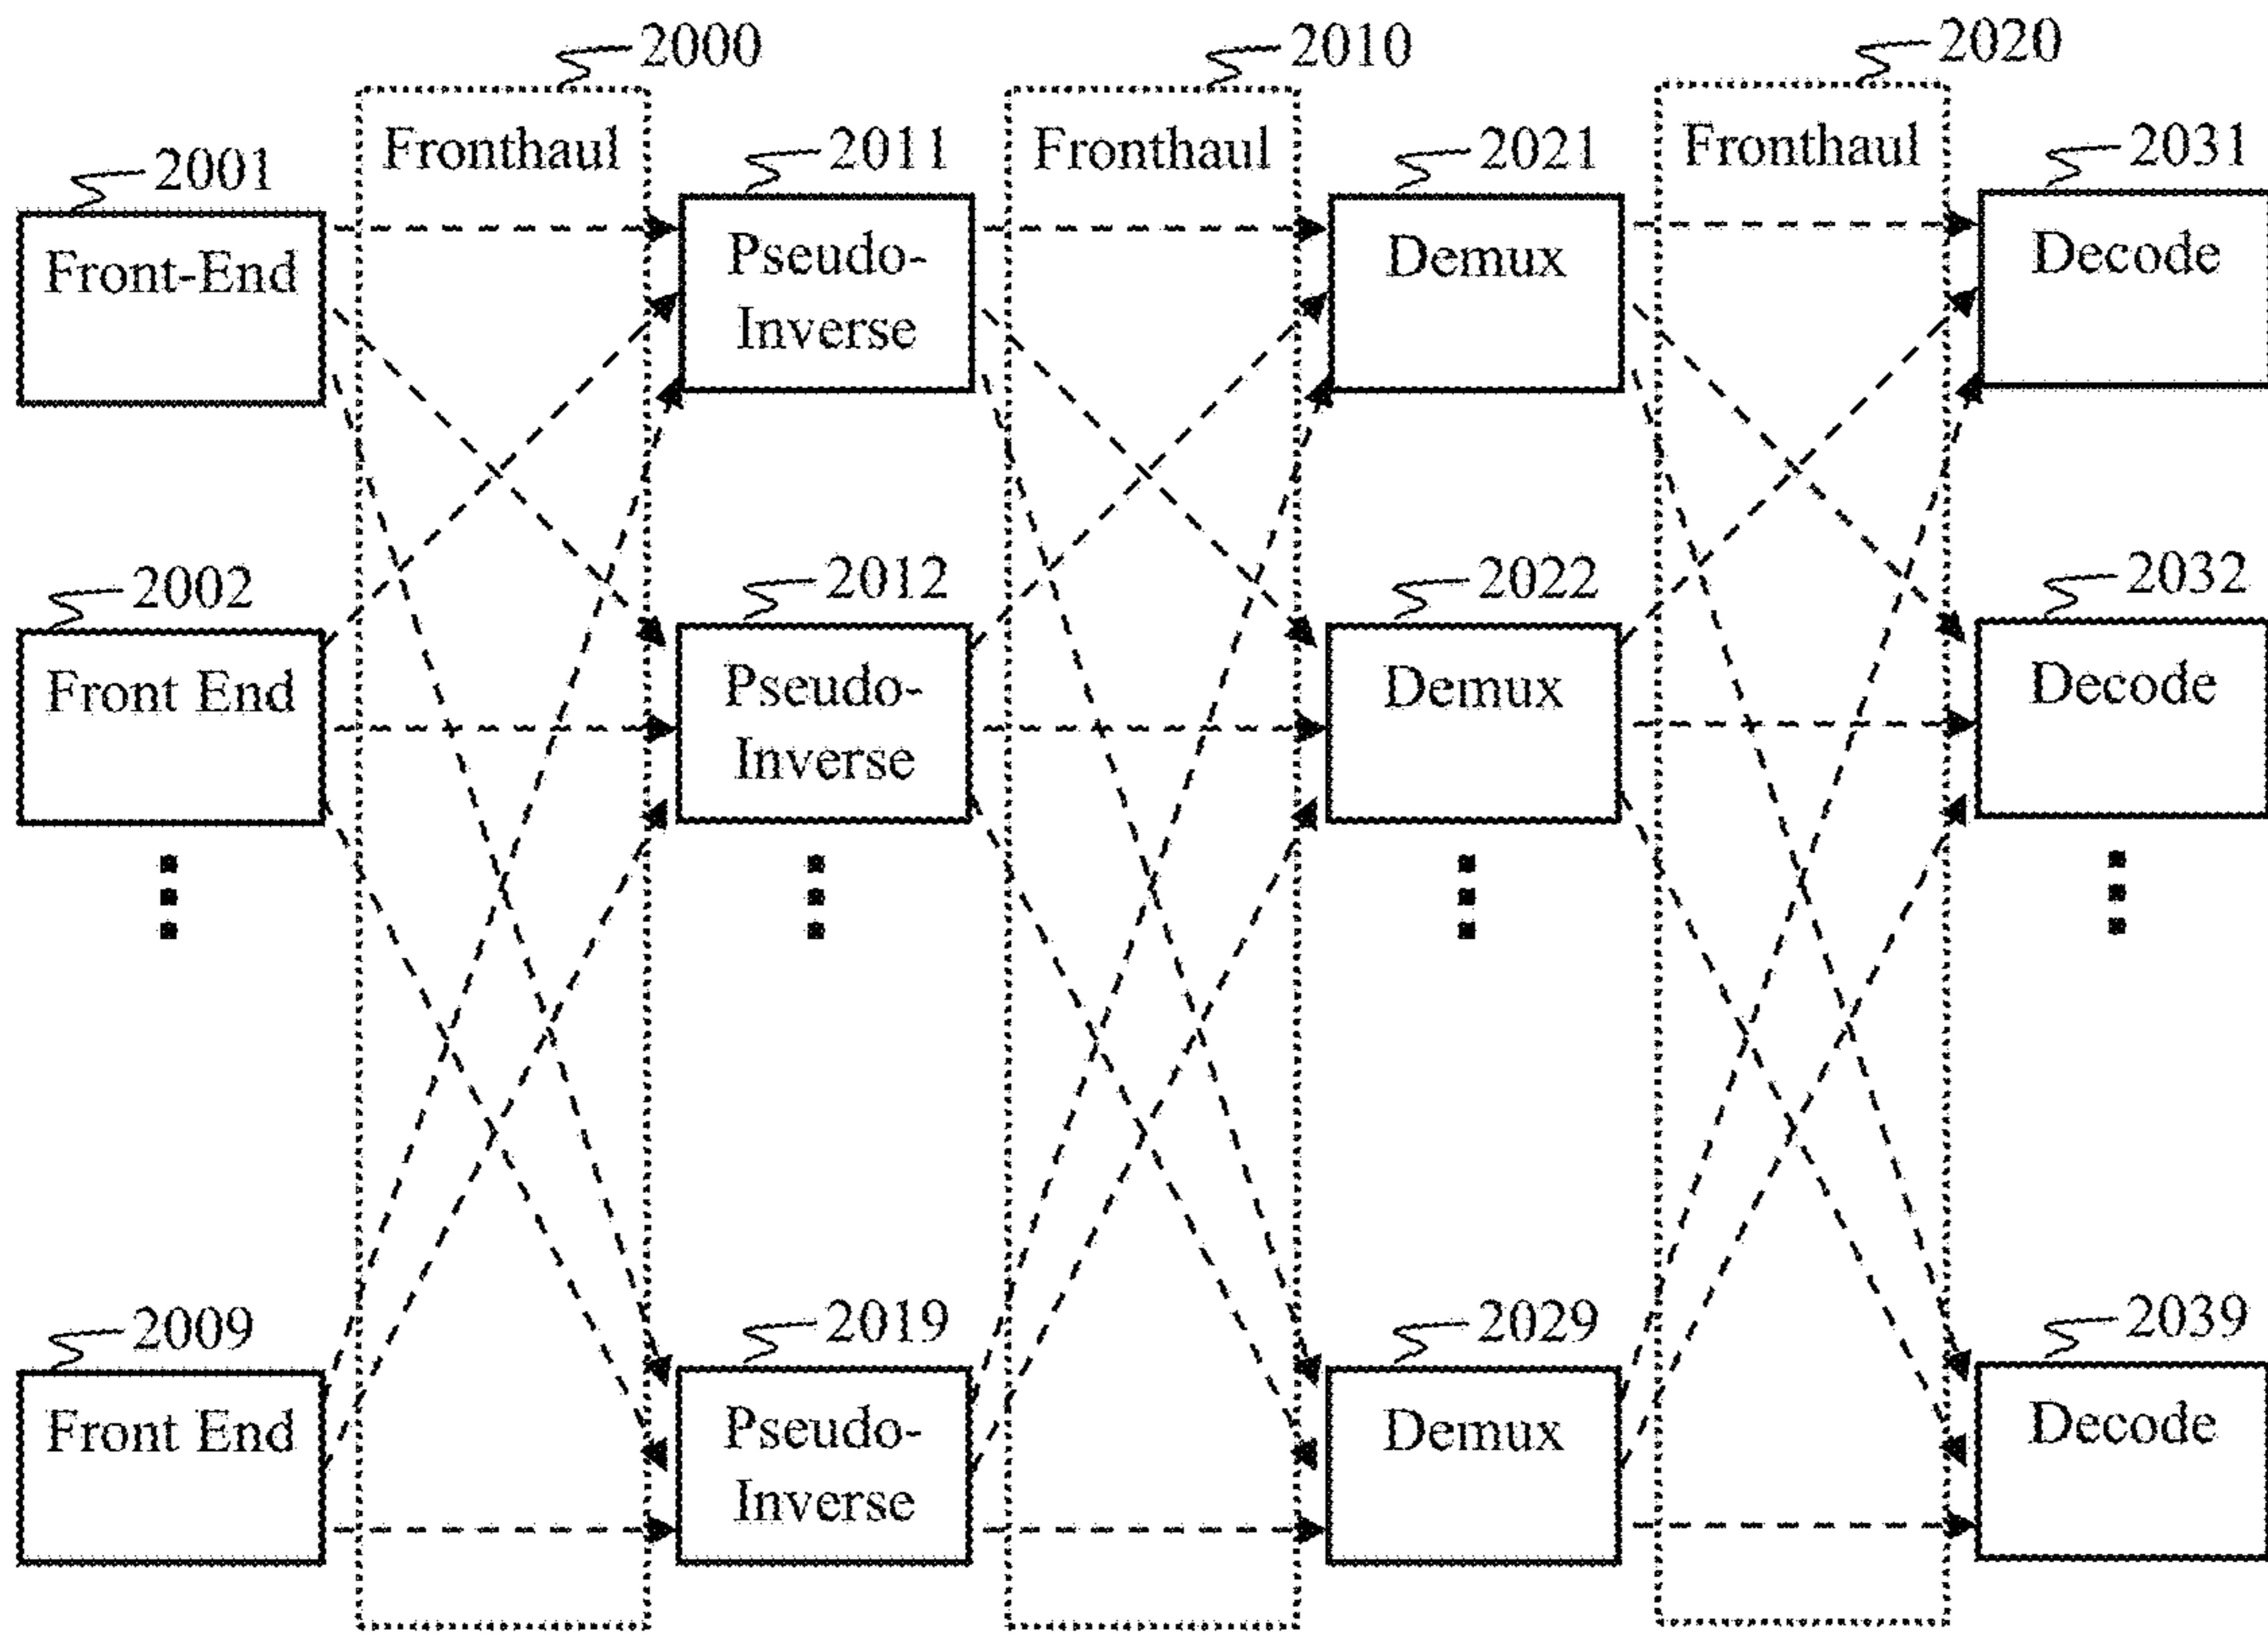 2000
2010
2020
Fronthaul
Fronthaul
Fronthaul
2001
2011
2021
2031
Front-End
Pseudo-
Inverse
Demux
Decode
2002
2012
2022
2032
Front End
Pseudo-
Inverse
Demux
Decode
2009
2019
2029
2039
Front End
Pseudo-
Inverse
Demux
Decode